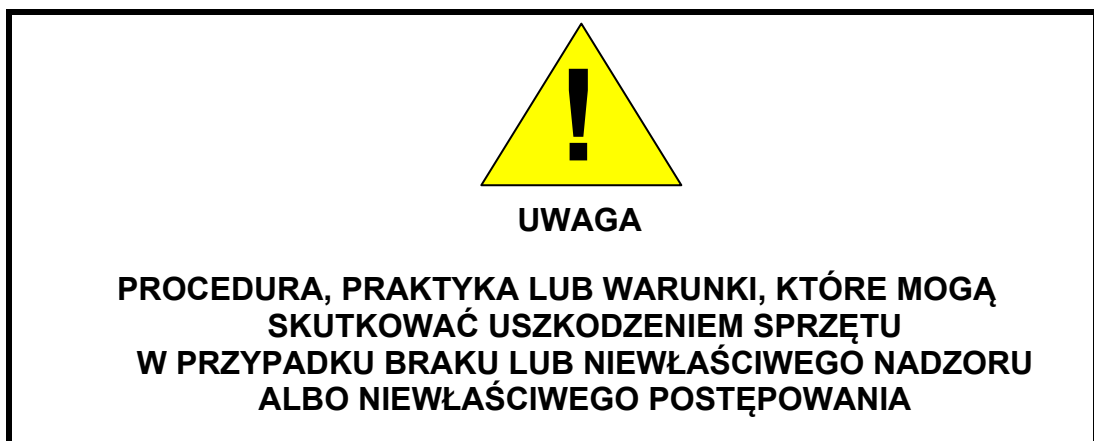 !
UWAGA
PROCEDURA, PRAKTYKA LUB WARUNKI, KTÓRE MOGĄ
SKUTKOWAĆ USZKODZENIEM SPRZĘTU
W PRZYPADKU BRAKU LUB NIEWŁAŚCIWEGO NADZORU
ALBO NIEWŁAŚCIWEGO POSTĘPOWANIA